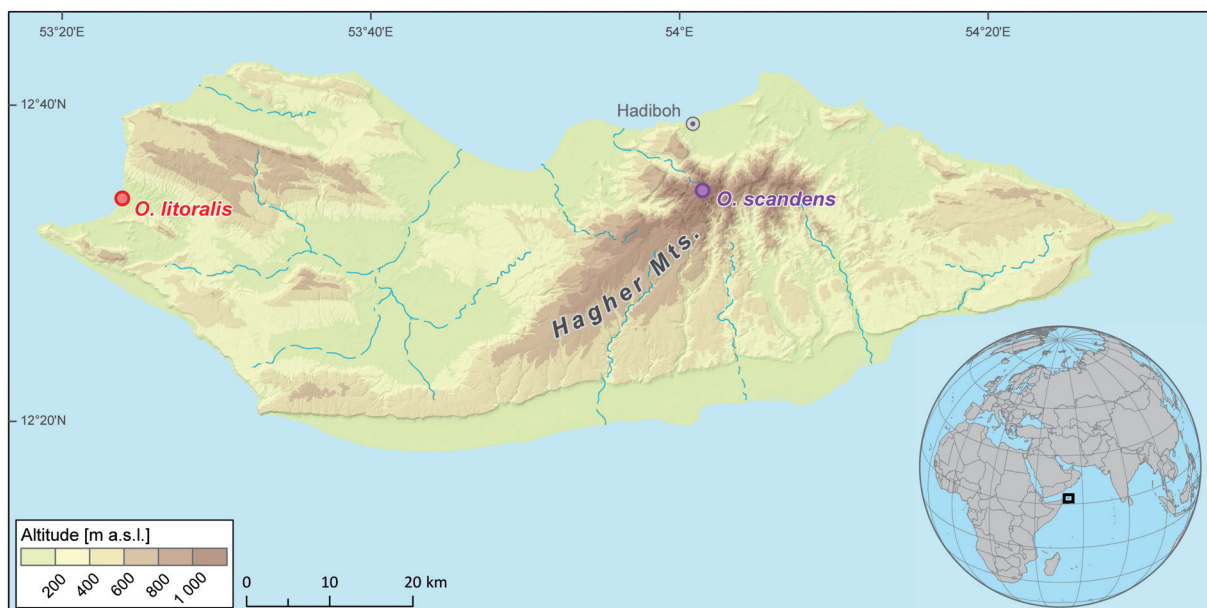 53°20'E 53°40'E 54°E 54°20'E
12°40'N
Hadiboh
O. litoralis
O. scandens
Hagher Mts.
12°20'N
Altitude [m a.s.l.]
200 400 600 800 1 000
0 10 20 km